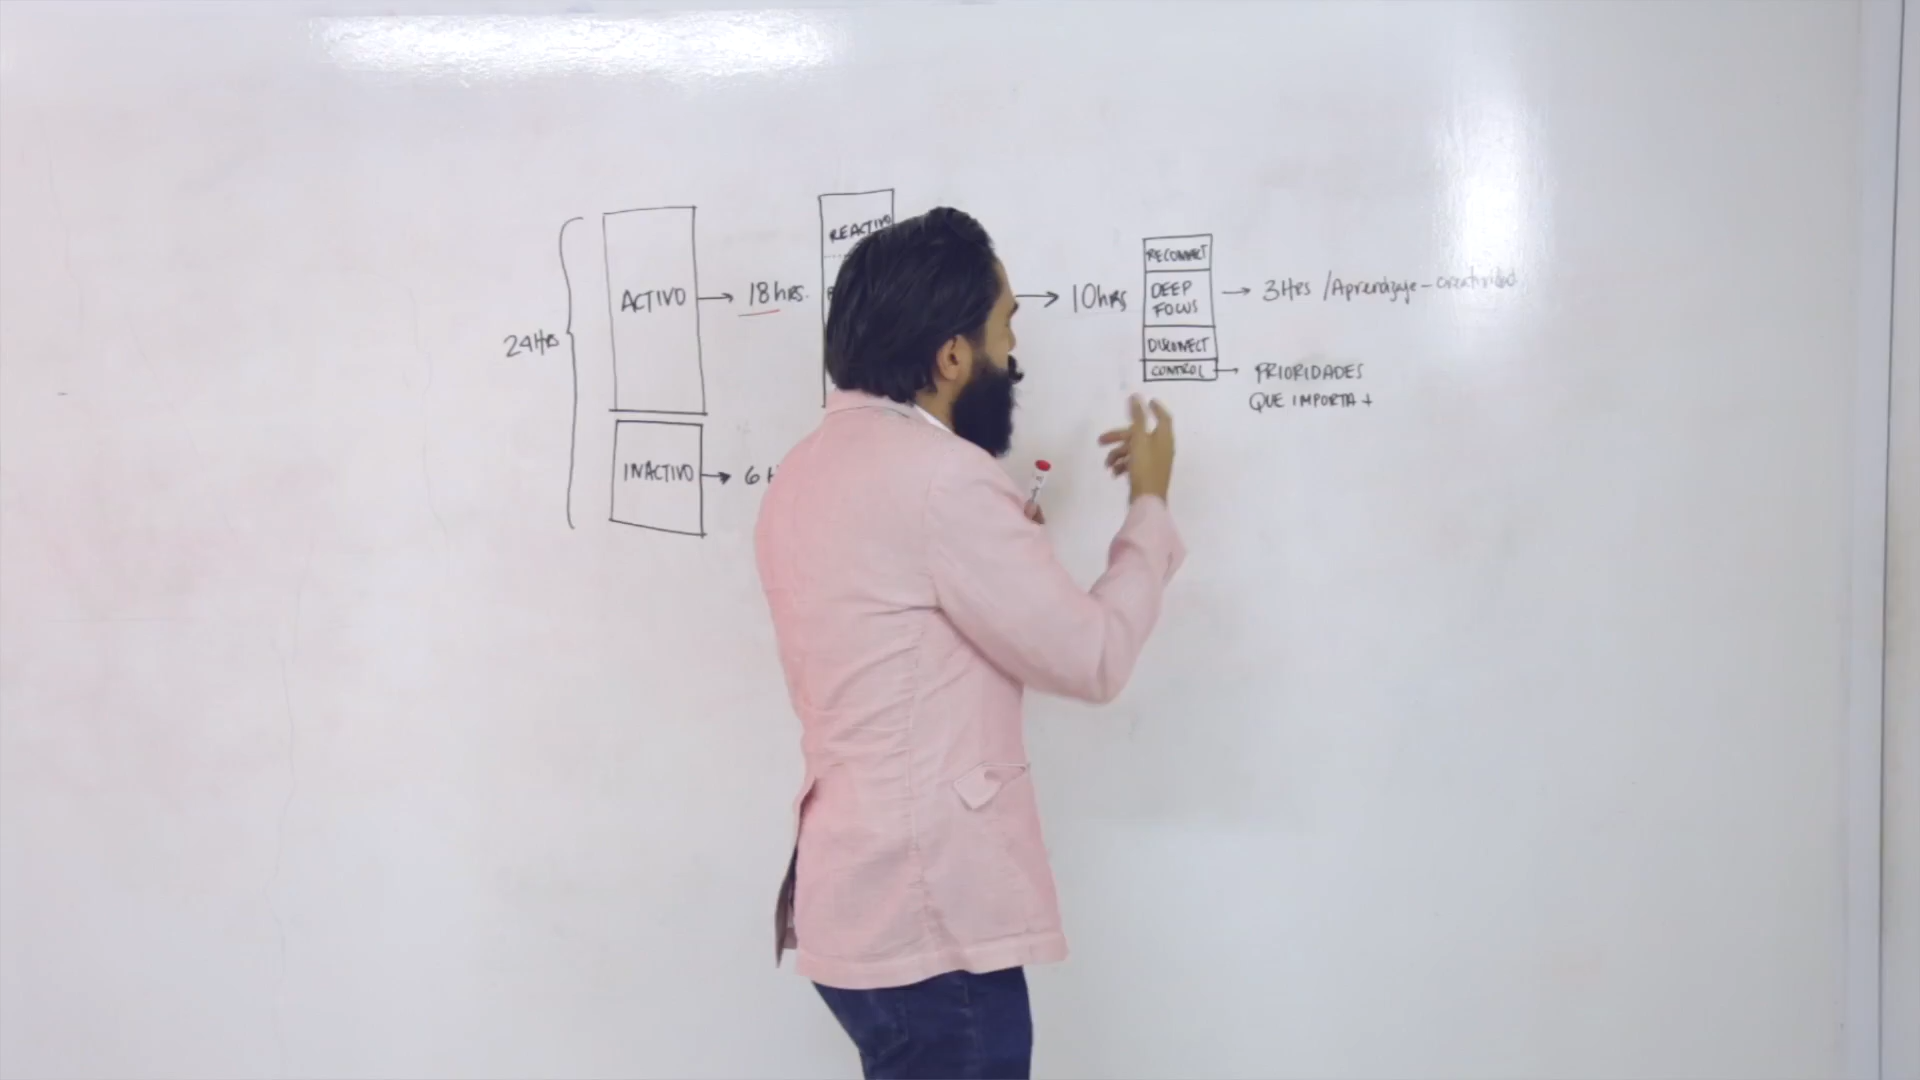 24Hrs
ACTIVO
18 hrs.
INACTIVO
6
REACTIVO
10hrs
RECONNECT
DEEP
FOCUS
DISCONNECT
CONTROL
3Hrs / Aprendizaje - creatividad
PRIORIDADES
QUE IMPORTA +